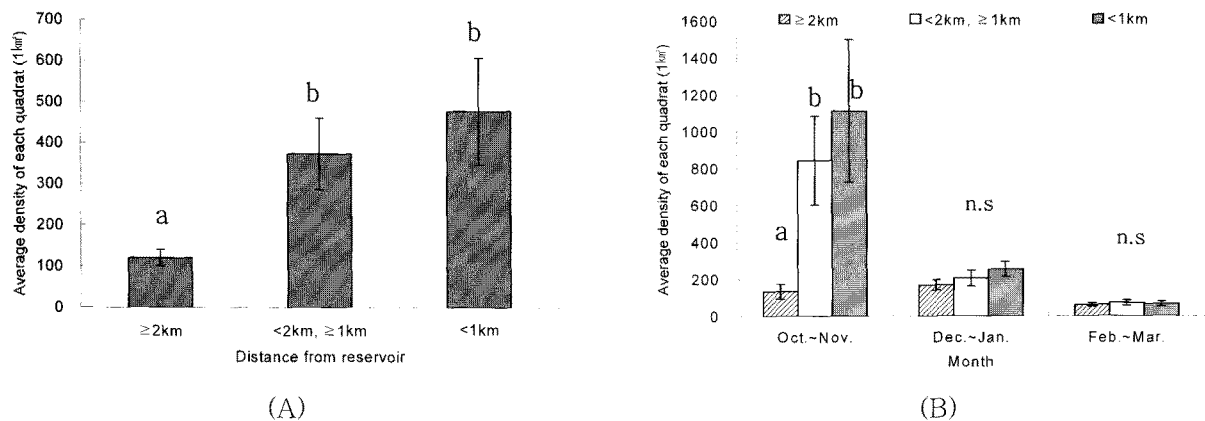 Average density of each quadrat (1㎢)
700
600
500
400
300
200
100
0
a
b
b
≥2km
<2km, ≥1km
<1km
Distance from reservoir
(A)
Average density of each quadrat (1㎢)
≥2km
<2km, ≥1km
<1km
1600
1400
1200
1000
800
600
400
200
0
a
b
b
n.s
n.s
Oct.~Nov.
Dec.~Jan.
Feb.~Mar.
Month
(B)